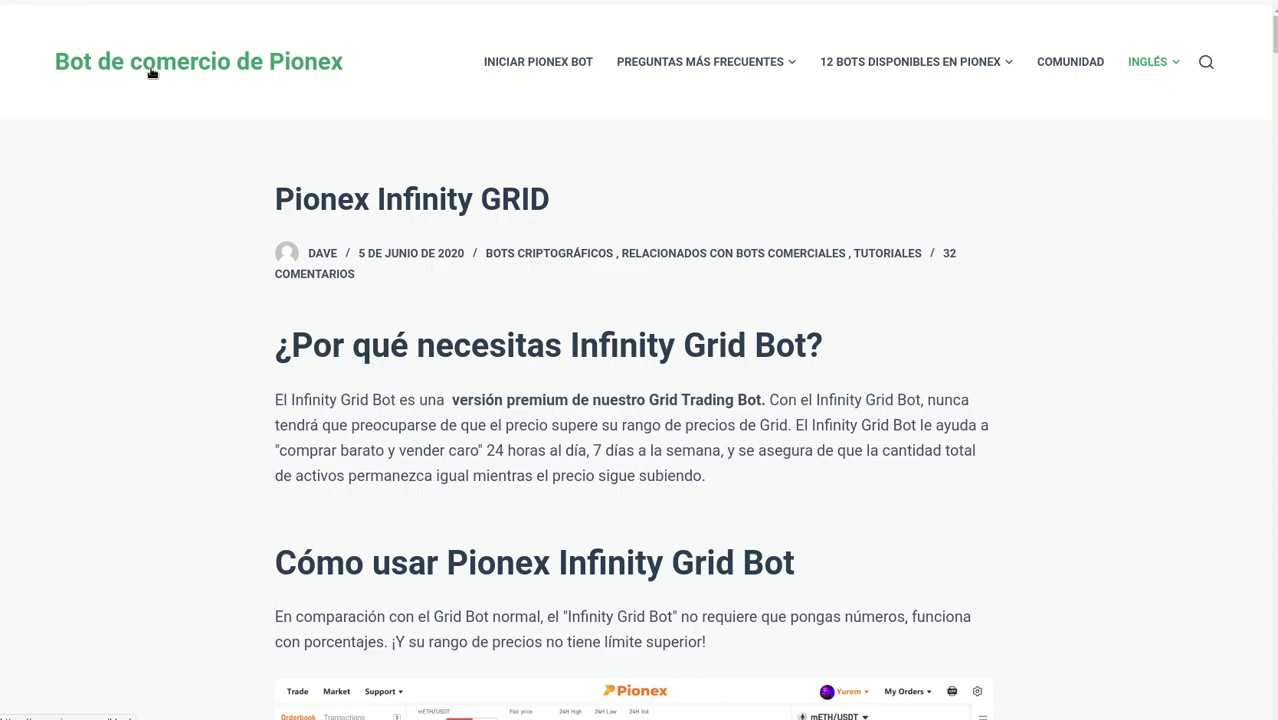 Bot de comercio de Pionex
INICIAR PIONEX BOT PREGUNTAS MÁS FRECUENTES 12 BOTS DISPONIBLES EN PIONEX COMUNIDAD INGLÉS
Pionex Infinity GRID
DAVE / 5 DE JUNIO DE 2020 / BOTS CRIPTOGRÁFICOS , RELACIONADOS CON BOTS COMERCIALES , TUTORIALES / 32
COMENTARIOS
¿Por qué necesitas Infinity Grid Bot?
El Infinity Grid Bot es una versión premium de nuestro Grid Trading Bot. Con el Infinity Grid Bot, nunca
tendrá que preocuparse de que el precio supere su rango de precios de Grid. El Infinity Grid Bot le ayuda a
"comprar barato y vender caro" 24 horas al día, 7 días a la semana, y se asegura de que la cantidad total
de activos permanezca igual mientras el precio sigue subiendo.
Cómo usar Pionex Infinity Grid Bot
En comparación con el Grid Bot normal, el "Infinity Grid Bot" no requiere que pongas números, funciona
con porcentajes. ¡Y su rango de precios no tiene límite superior!
Trade Market Support Pionex Yurem My Orders
Orderbook Transactions mETH/USDT Fiat price 24H High 24H Low 24H Vol mETH/USDT